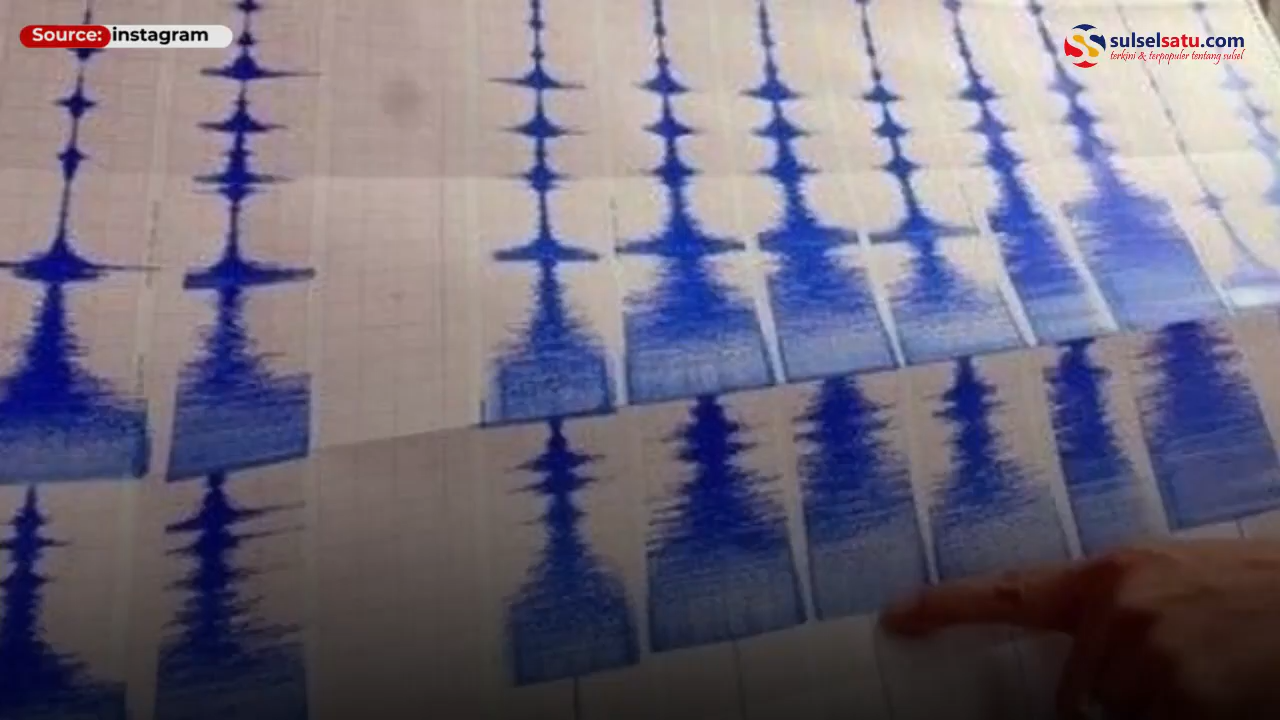 Source: instagram
sulselsatu.com
terkini & terpopuler tentang sulsel